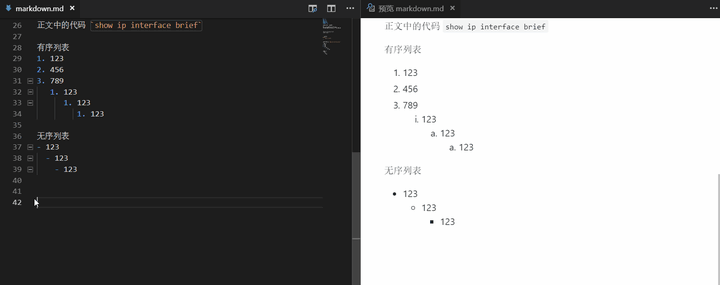 markdown.md
26 正文中的代码 `show ip interface brief`
27
28 有序列表
29 1. 123
30 2. 456
31 3. 789
32 1. 123
33 1. 123
34 1. 123
35
36 无序列表
37 - 123
38 - 123
39 - 123
40
41
42
预览 markdown.md
正文中的代码 show ip interface brief
有序列表
1. 123
2. 456
3. 789
i. 123
a. 123
a. 123
无序列表
• 123
○ 123
▪ 123